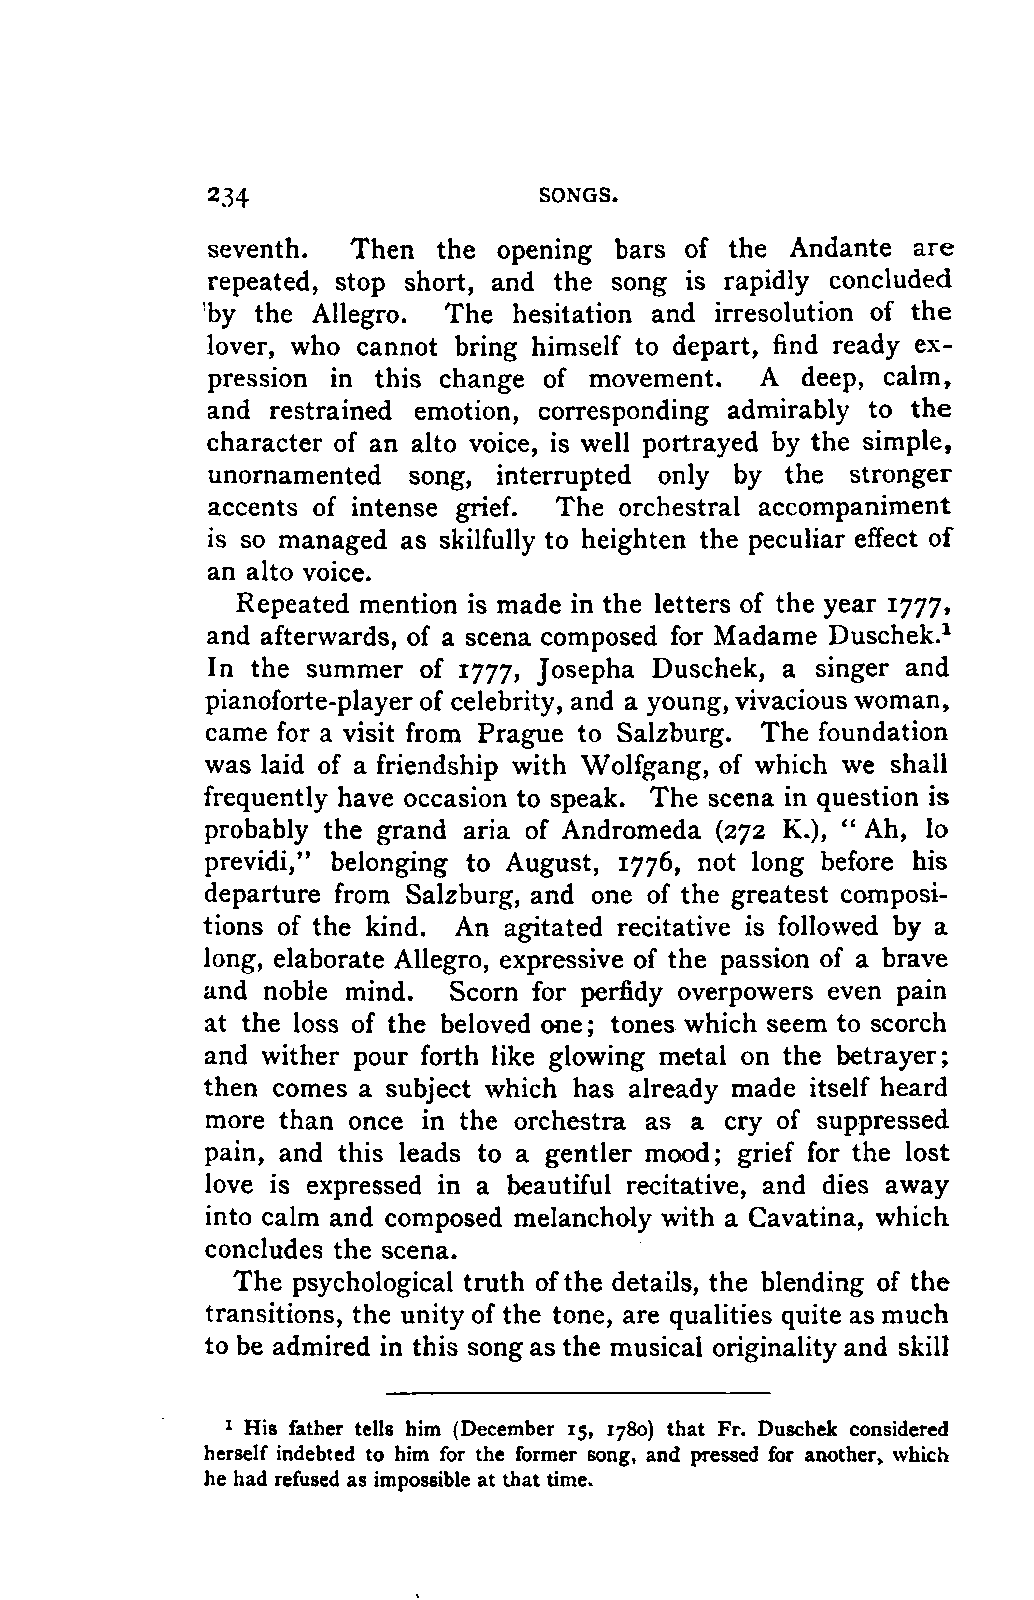 234 SONGS.
seventh. Then the opening bars of the Andante are
repeated, stop short, and the song is rapidly concluded
'by the Allegro. The hesitation and irresolution of the
lover, who cannot bring himself to depart, find ready ex-
pression in this change of movement. A deep, calm,
and restrained emotion, corresponding admirably to the
character of an alto voice, is well portrayed by the simple,
unornamented song, interrupted only by the stronger
accents of intense grief. The orchestral accompaniment
is so managed as skilfully to heighten the peculiar effect of
an alto voice.
Repeated mention is made in the letters of the year 1777,
and afterwards, of a scena composed for Madame Duschek.¹
In the summer of 1777, Josepha Duschek, a singer and
pianoforte-player of celebrity, and a young, vivacious woman,
came for a visit from Prague to Salzburg. The foundation
was laid of a friendship with Wolfgang, of which we shall
frequently have occasion to speak. The scena in question is
probably the grand aria of Andromeda (272 K.), " Ah, Io
previdi," belonging to August, 1776, not long before his
departure from Salzburg, and one of the greatest composi-
tions of the kind. An agitated recitative is followed by a
long, elaborate Allegro, expressive of the passion of a brave
and noble mind. Scorn for perfidy overpowers even pain
at the loss of the beloved one; tones which seem to scorch
and wither pour forth like glowing metal on the betrayer;
then comes a subject which has already made itself heard
more than once in the orchestra as a cry of suppressed
pain, and this leads to a gentler mood; grief for the lost
love is expressed in a beautiful recitative, and dies away
into calm and composed melancholy with a Cavatina, which
concludes the scena.
The psychological truth of the details, the blending of the
transitions, the unity of the tone, are qualities quite as much
to be admired in this song as the musical originality and skill
¹ His father tells him (December 15, 1780) that Fr. Duschek considered
herself indebted to him for the former song, and pressed for another, which
he had refused as impossible at that time.